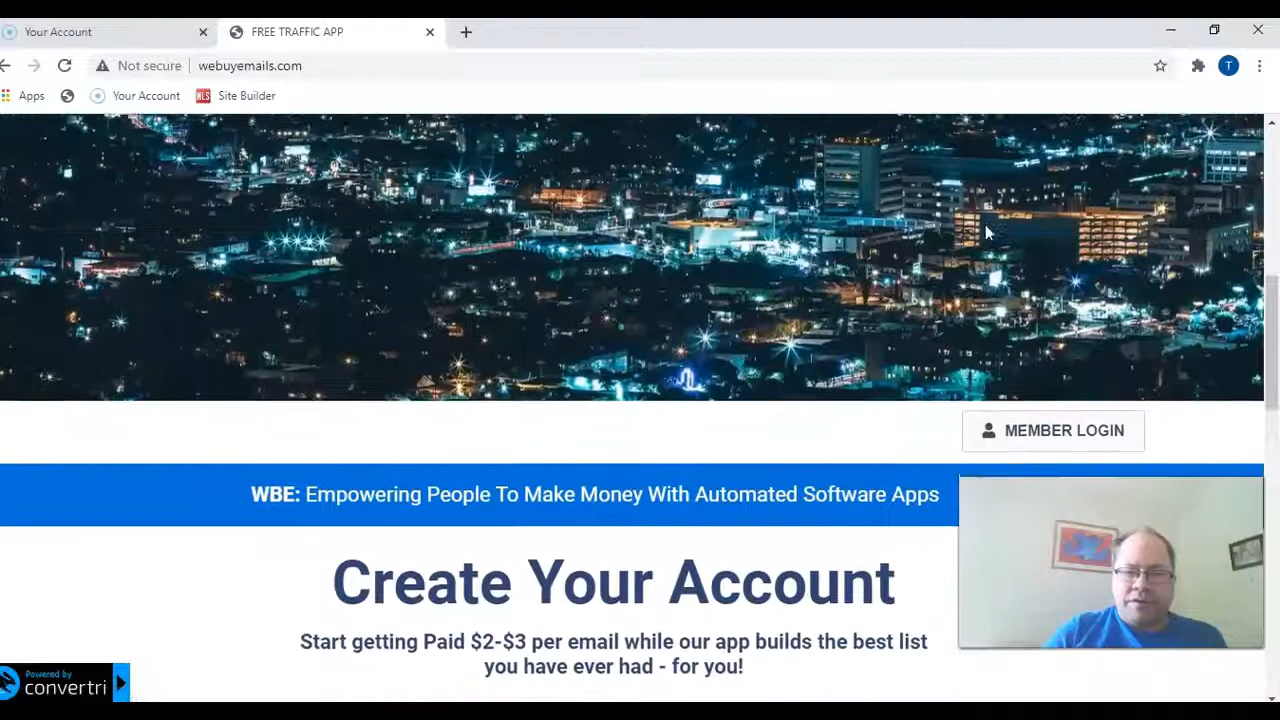 Your Account
FREE TRAFFIC APP
Not secure
webuyemails.com
T
Apps
Your Account
Site Builder
MEMBER LOGIN
WBE: Empowering People To Make Money With Automated Software Apps
Create Your Account
Start getting Paid $2-$3 per email while our app builds the best list
you have ever had - for you!
Powered by
convertri